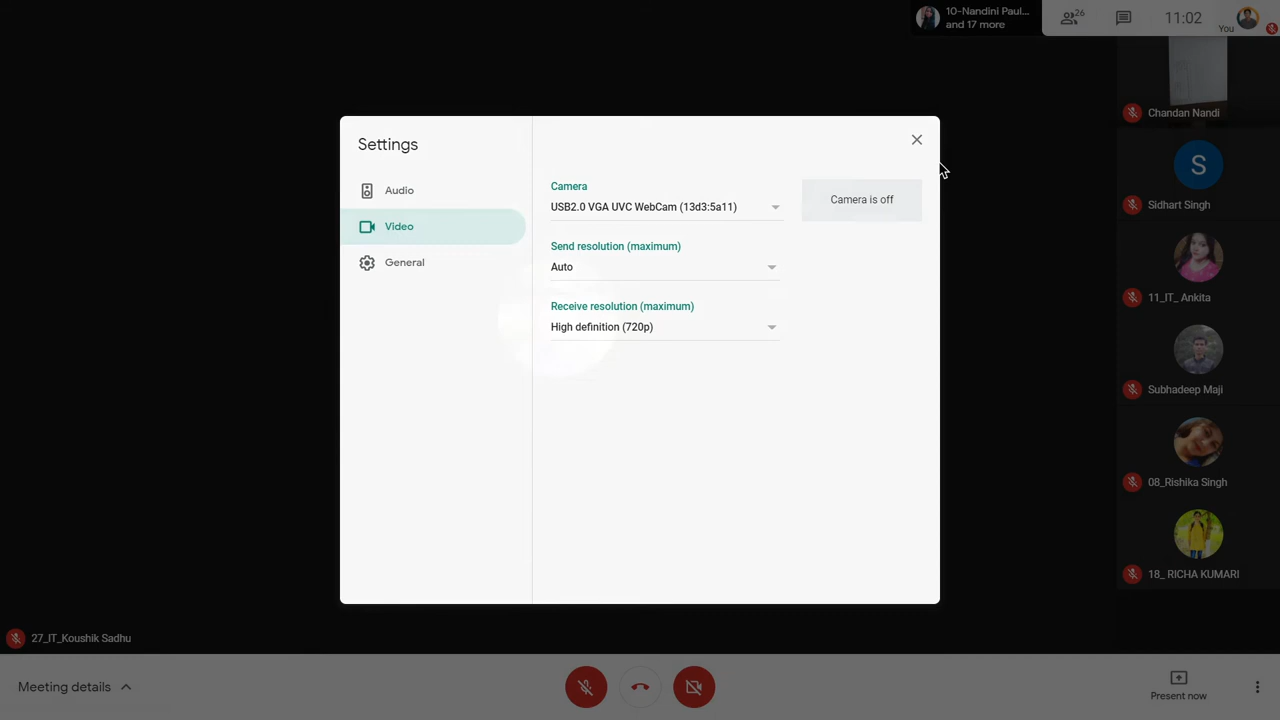 10-Nandini Paul...
and 17 more
26
11:02
You
Chandan Nandi
Settings
Audio
Video
General
Camera
USB2.0 VGA UVC WebCam (13d3:5a11)
Camera is off
Send resolution (maximum)
Auto
Receive resolution (maximum)
High definition (720p)
S
Sidhart Singh
11_IT_ Ankita
Subhadeep Maji
08_Rishika Singh
18_ RICHA KUMARI
27_IT_Koushik Sadhu
Meeting details
Present now